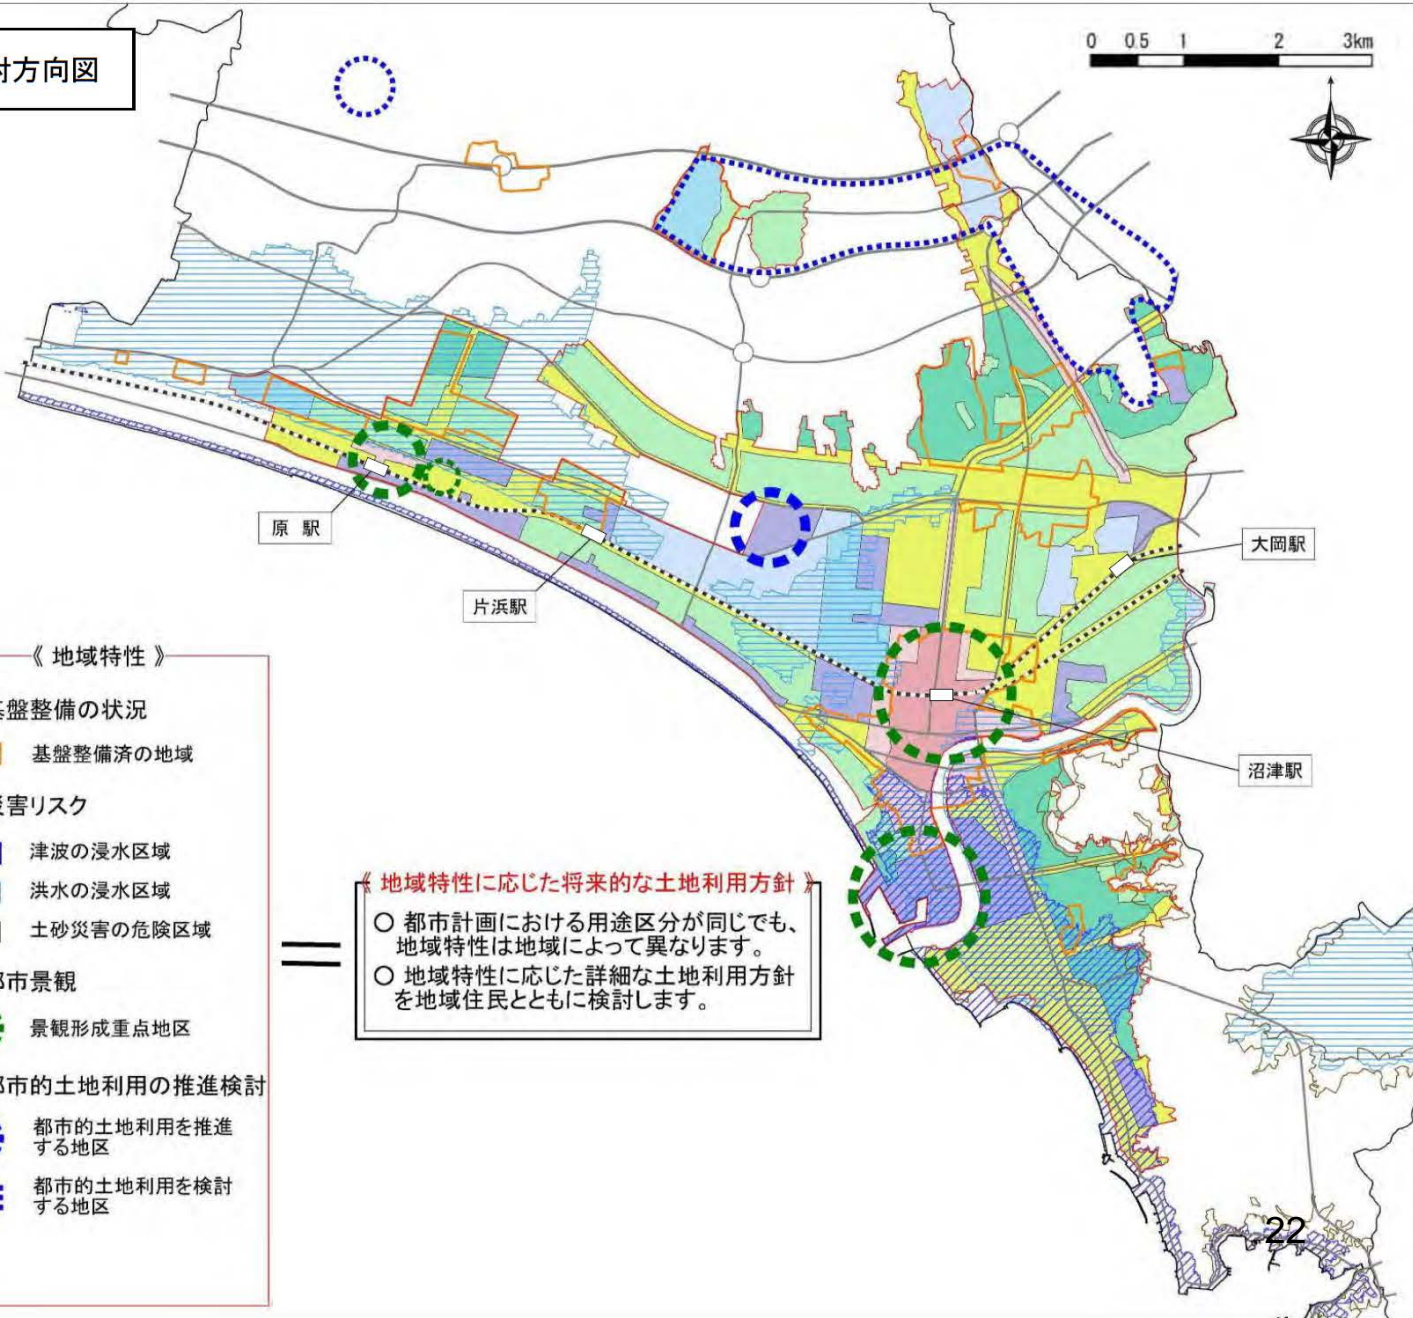 討方向図
0 0.5 1 2 3km
原 駅
片浜駅
大岡駅
沼津駅
《 地域特性 》
基盤整備の状況
基盤整備済の地域
災害リスク
津波の浸水区域
洪水の浸水区域
土砂災害の危険区域
都市景観
景観形成重点地区
都市的土地利用の推進検討
都市的土地利用を推進
する地区
都市的土地利用を検討
する地区
《 地域特性に応じた将来的な土地利用方針 》
○ 都市計画における用途区分が同じでも、
地域特性は地域によって異なります。
○ 地域特性に応じた詳細な土地利用方針
を地域住民とともに検討します。
22